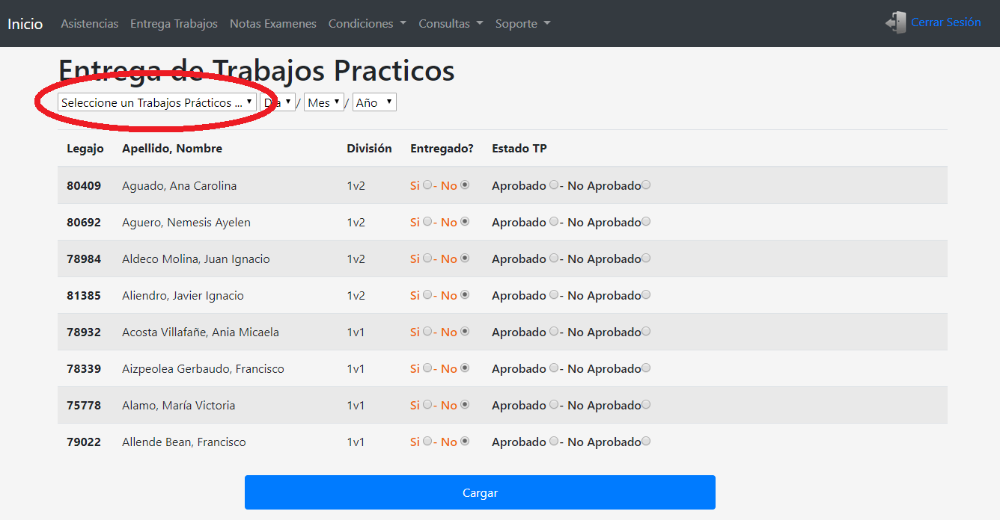 Inicio Asistencias Entrega Trabajos Notas Examenes Condiciones Consultas Soporte Cerrar Sesión
Entrega de Trabajos Practicos
Seleccione un Trabajos Prácticos ... Día / Mes / Año
Legajo Apellido, Nombre División Entregado? Estado TP
80409 Aguado, Ana Carolina 1v2 Si - No Aprobado - No Aprobado
80692 Aguero, Nemesis Ayelen 1v2 Si - No Aprobado - No Aprobado
78984 Aldeco Molina, Juan Ignacio 1v2 Si - No Aprobado - No Aprobado
81385 Aliendro, Javier Ignacio 1v2 Si - No Aprobado - No Aprobado
78932 Acosta Villafañe, Ania Micaela 1v1 Si - No Aprobado - No Aprobado
78339 Aizpeolea Gerbaudo, Francisco 1v1 Si - No Aprobado - No Aprobado
75778 Alamo, María Victoria 1v1 Si - No Aprobado - No Aprobado
79022 Allende Bean, Francisco 1v1 Si - No Aprobado - No Aprobado
Cargar